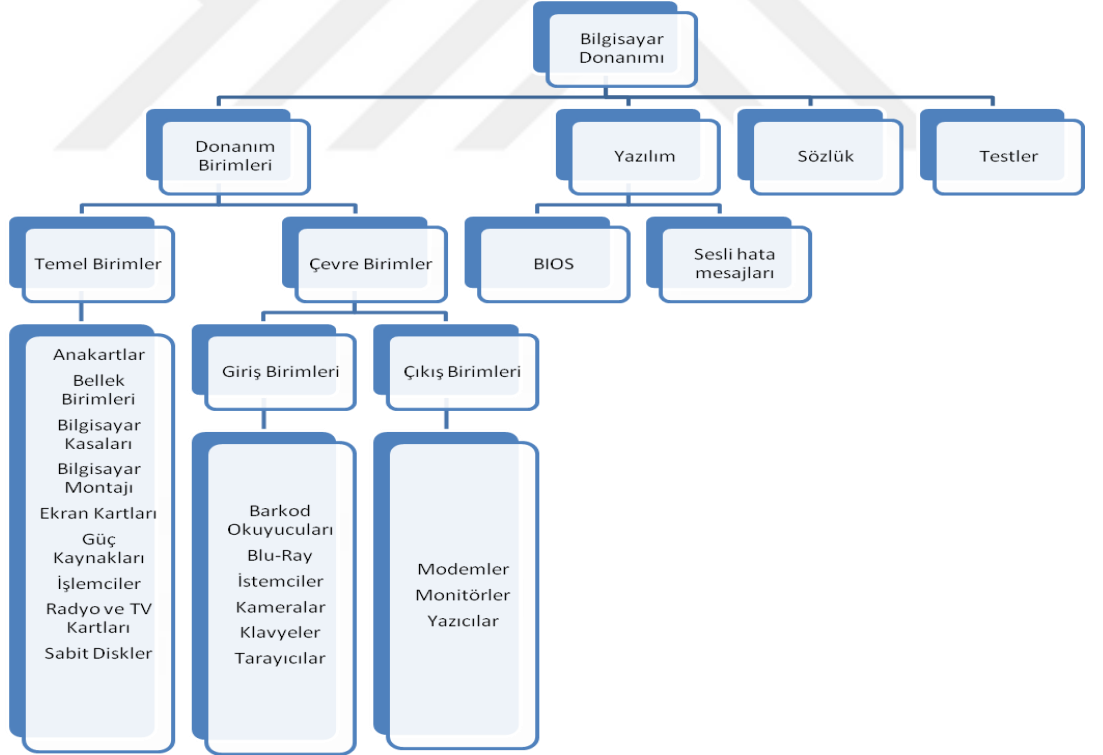 Bilgisayar
Donanımı
Donanım
Birimleri
Yazılım
Sözlük
Testler
Temel Birimler
Çevre Birimler
BIOS
Sesli hata
mesajları
Anakartlar
Bellek
Birimleri
Bilgisayar
Kasaları
Bilgisayar
Montajı
Ekran Kartları
Güç
Kaynakları
İşlemciler
Radyo ve TV
Kartları
Sabit Diskler
Giriş Birimleri
Çıkış Birimleri
Barkod
Okuyucuları
Blu-Ray
İstemciler
Kameralar
Klavyeler
Tarayıcılar
Modemler
Monitörler
Yazıcılar